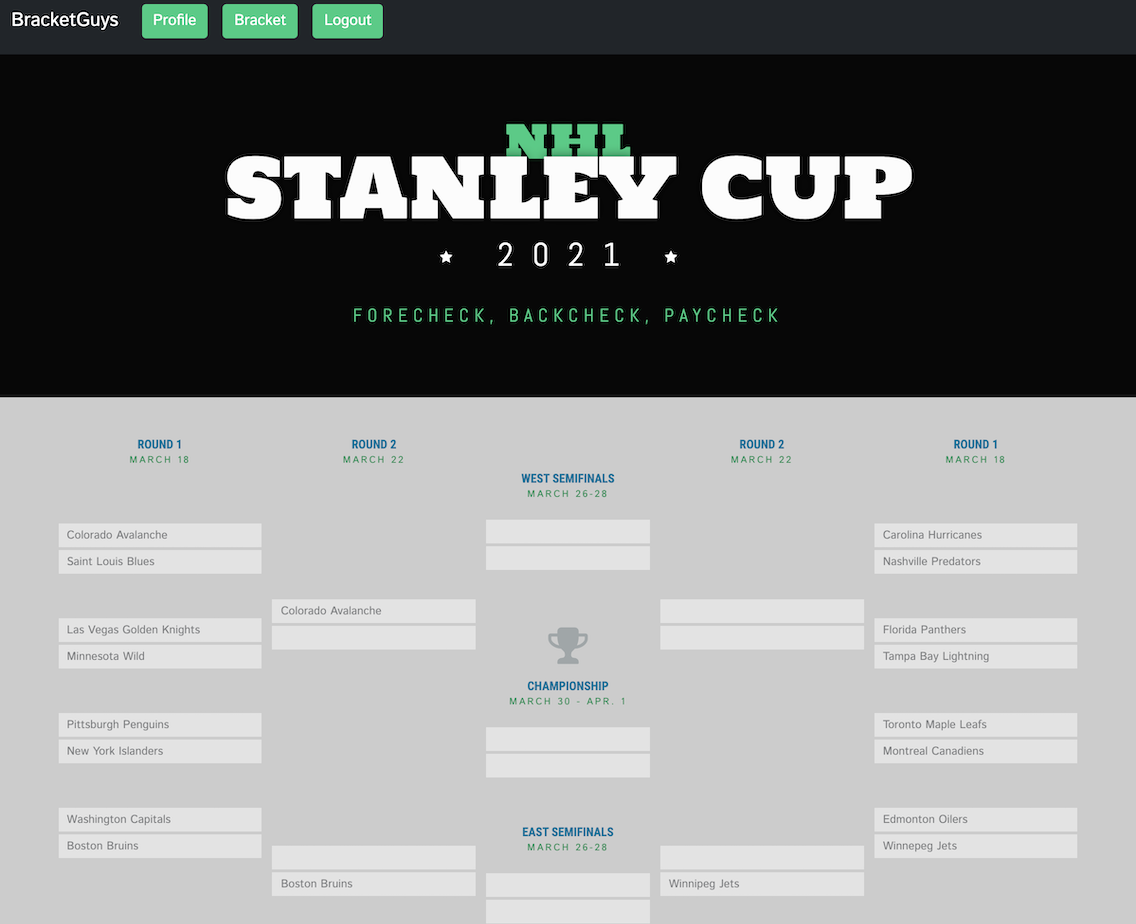 BracketGuys Profile Bracket Logout
NHL
STANLEY CUP
2021
FORECHECK, BACKCHECK, PAYCHECK
ROUND 1
MARCH 18
Colorado Avalanche
Saint Louis Blues
Las Vegas Golden Knights
Minnesota Wild
Pittsburgh Penguins
New York Islanders
Washington Capitals
Boston Bruins
ROUND 2
MARCH 22
Colorado Avalanche
Boston Bruins
WEST SEMIFINALS
MARCH 26-28
CHAMPIONSHIP
MARCH 30 - APR. 1
EAST SEMIFINALS
MARCH 26-28
ROUND 2
MARCH 22
Winnipeg Jets
ROUND 1
MARCH 18
Carolina Hurricanes
Nashville Predators
Florida Panthers
Tampa Bay Lightning
Toronto Maple Leafs
Montreal Canadiens
Edmonton Oilers
Winnepeg Jets